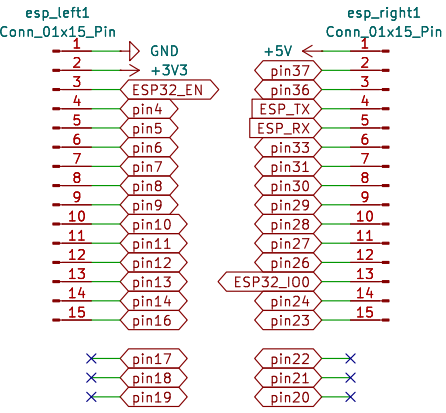 esp_left1 esp_right1
Conn_01x15_Pin Conn_01x15_Pin
1 GND +5V 1
2 +3V3 pin37 2
3 ESP32_EN pin36 3
4 pin4 ESP_TX 4
5 pin5 ESP_RX 5
6 pin6 pin33 6
7 pin7 pin31 7
8 pin8 pin30 8
9 pin9 pin29 9
10 pin10 pin28 10
11 pin11 pin27 11
12 pin12 pin26 12
13 pin13 ESP32_IO0 13
14 pin14 pin24 14
15 pin16 pin23 15
pin17 pin22
pin18 pin21
pin19 pin20